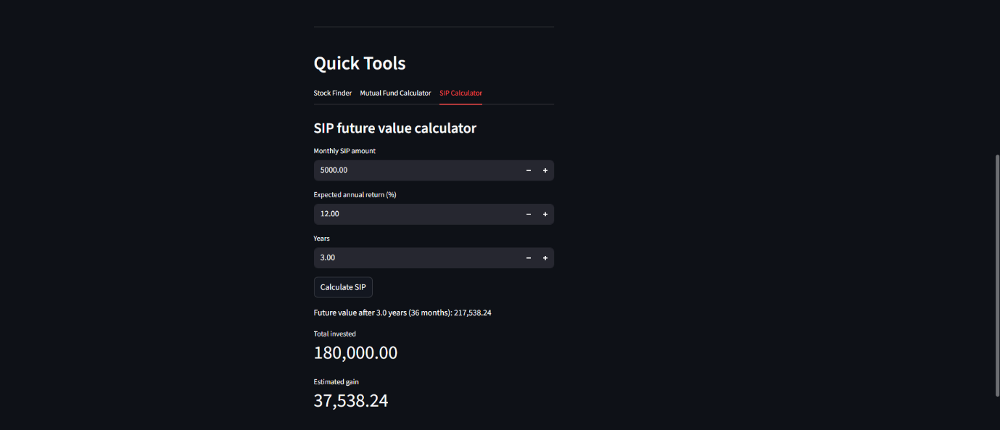 Quick Tools
Stock Finder Mutual Fund Calculator SIP Calculator
SIP future value calculator
Monthly SIP amount
5000.00 − +
Expected annual return (%)
12.00 − +
Years
3.00 − +
Calculate SIP
Future value after 3.0 years (36 months): 217,538.24
Total invested
180,000.00
Estimated gain
37,538.24